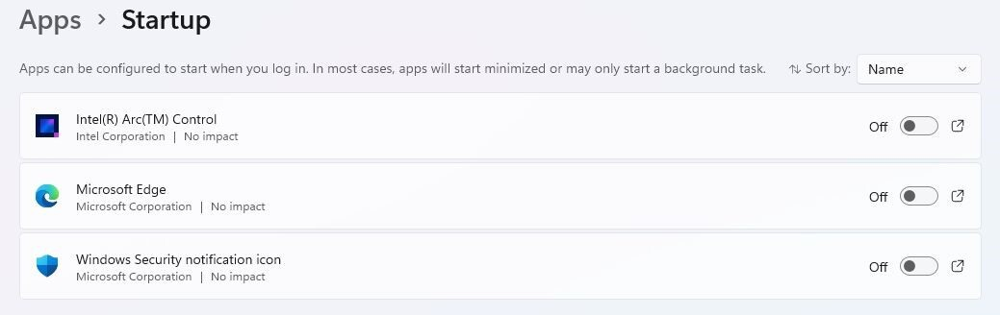 Apps > Startup
Apps can be configured to start when you log in. In most cases, apps will start minimized or may only start a background task. Sort by: Name
Intel(R) Arc(TM) Control
Intel Corporation | No impact
Off
Microsoft Edge
Microsoft Corporation | No impact
Off
Windows Security notification icon
Microsoft Corporation | No impact
Off